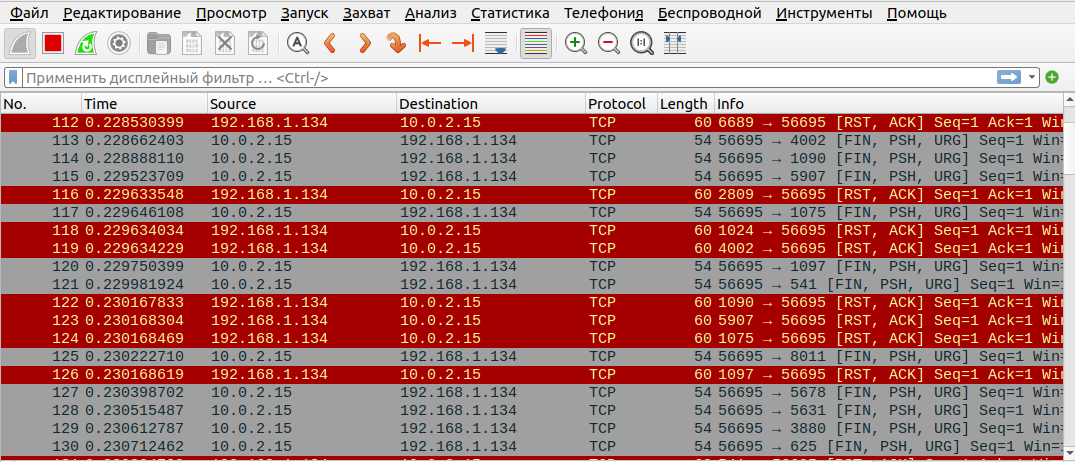 Файл Редактирование Просмотр Запуск Захват Анализ Статистика Телефония Беспроводной Инструменты Помощь
Применить дисплейный фильтр ... <Ctrl-/>
No. Time Source Destination Protocol Length Info
112 0.228530399 192.168.1.134 10.0.2.15 TCP 60 6689 → 56695 [RST, ACK] Seq=1 Ack=1 Win
113 0.228662403 10.0.2.15 192.168.1.134 TCP 54 56695 → 4002 [FIN, PSH, URG] Seq=1 Win=
114 0.228888110 10.0.2.15 192.168.1.134 TCP 54 56695 → 1090 [FIN, PSH, URG] Seq=1 Win=
115 0.229523709 10.0.2.15 192.168.1.134 TCP 54 56695 → 5907 [FIN, PSH, URG] Seq=1 Win=
116 0.229633548 192.168.1.134 10.0.2.15 TCP 60 2809 → 56695 [RST, ACK] Seq=1 Ack=1 Win
117 0.229646108 10.0.2.15 192.168.1.134 TCP 54 56695 → 1075 [FIN, PSH, URG] Seq=1 Win=
118 0.229634034 192.168.1.134 10.0.2.15 TCP 60 1024 → 56695 [RST, ACK] Seq=1 Ack=1 Win
119 0.229634229 192.168.1.134 10.0.2.15 TCP 60 4002 → 56695 [RST, ACK] Seq=1 Ack=1 Win
120 0.229750399 10.0.2.15 192.168.1.134 TCP 54 56695 → 1097 [FIN, PSH, URG] Seq=1 Win=
121 0.229981924 10.0.2.15 192.168.1.134 TCP 54 56695 → 541 [FIN, PSH, URG] Seq=1 Win=
122 0.230167833 192.168.1.134 10.0.2.15 TCP 60 1090 → 56695 [RST, ACK] Seq=1 Ack=1 Win
123 0.230168304 192.168.1.134 10.0.2.15 TCP 60 5907 → 56695 [RST, ACK] Seq=1 Ack=1 Win
124 0.230168469 192.168.1.134 10.0.2.15 TCP 60 1075 → 56695 [RST, ACK] Seq=1 Ack=1 Win
125 0.230222710 10.0.2.15 192.168.1.134 TCP 54 56695 → 8011 [FIN, PSH, URG] Seq=1 Win=
126 0.230168619 192.168.1.134 10.0.2.15 TCP 60 1097 → 56695 [RST, ACK] Seq=1 Ack=1 Win
127 0.230398702 10.0.2.15 192.168.1.134 TCP 54 56695 → 5678 [FIN, PSH, URG] Seq=1 Win=
128 0.230515487 10.0.2.15 192.168.1.134 TCP 54 56695 → 5631 [FIN, PSH, URG] Seq=1 Win=
129 0.230612787 10.0.2.15 192.168.1.134 TCP 54 56695 → 3880 [FIN, PSH, URG] Seq=1 Win=
130 0.230712462 10.0.2.15 192.168.1.134 TCP 54 56695 → 625 [FIN, PSH, URG] Seq=1 Win=